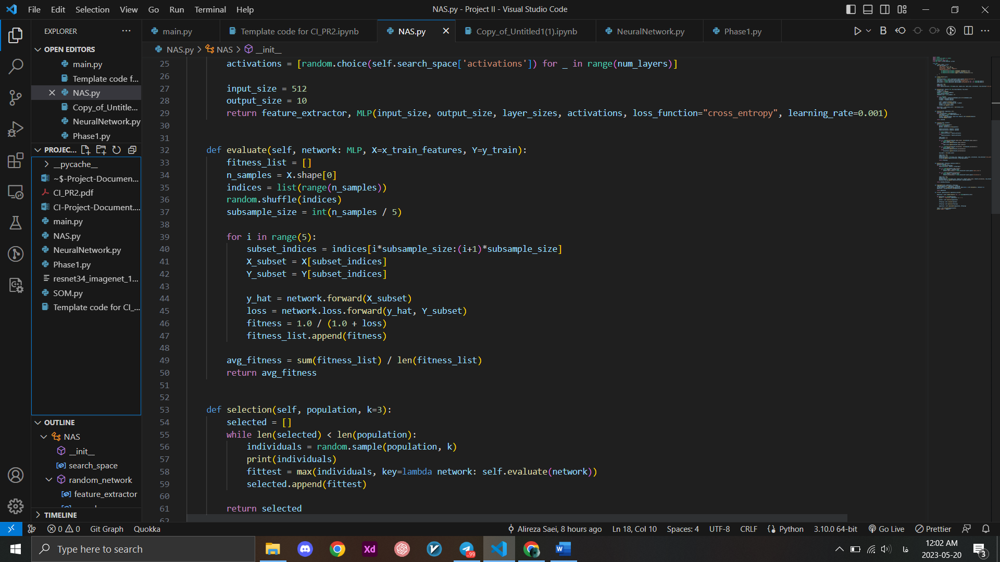 File Edit Selection View Go Run Terminal Help
NAS.py - Project II - Visual Studio Code
EXPLORER
OPEN EDITORS
main.py
Template code f...
NAS.py
Copy_of_Untitle...
NeuralNetwork.py
Phase1.py
PROJEC...
__pycache__
~$-Project-Documen...
CI_PR2.pdf
CI-Project-Document....
main.py
NAS.py
NeuralNetwork.py
Phase1.py
resnet34_imagenet_1...
SOM.py
Template code for CI_...
OUTLINE
NAS
__init__
search_space
random_network
feature_extractor
TIMELINE
main.py Template code for CI_PR2.ipynb NAS.py Copy_of_Untitled1(1).ipynb NeuralNetwork.py Phase1.py
NAS.py > NAS > __init__
25 activations = [random.choice(self.search_space['activations']) for _ in range(num_layers)]
26
27 input_size = 512
28 output_size = 10
29 return feature_extractor, MLP(input_size, output_size, layer_sizes, activations, loss_function="cross_entropy", learning_rate=0.001)
30
31
32 def evaluate(self, network: MLP, X=x_train_features, Y=y_train):
33 fitness_list = []
34 n_samples = X.shape[0]
35 indices = list(range(n_samples))
36 random.shuffle(indices)
37 subsample_size = int(n_samples / 5)
38
39 for i in range(5):
40 subset_indices = indices[i*subsample_size:(i+1)*subsample_size]
41 X_subset = X[subset_indices]
42 Y_subset = Y[subset_indices]
43
44 y_hat = network.forward(X_subset)
45 loss = network.loss.forward(y_hat, Y_subset)
46 fitness = 1.0 / (1.0 + loss)
47 fitness_list.append(fitness)
48
49 avg_fitness = sum(fitness_list) / len(fitness_list)
50 return avg_fitness
51
52
53 def selection(self, population, k=3):
54 selected = []
55 while len(selected) < len(population):
56 individuals = random.sample(population, k)
57 print(individuals)
58 fittest = max(individuals, key=lambda network: self.evaluate(network))
59 selected.append(fittest)
60
61 return selected
62
0 0 Git Graph Quokka
Alireza Saei, 8 hours ago Ln 18, Col 10 Spaces: 4 UTF-8 CRLF Python 3.10.0 64-bit Go Live Prettier
Type here to search
Xd
..99
W
فا
12:02 AM
2023-05-20
3